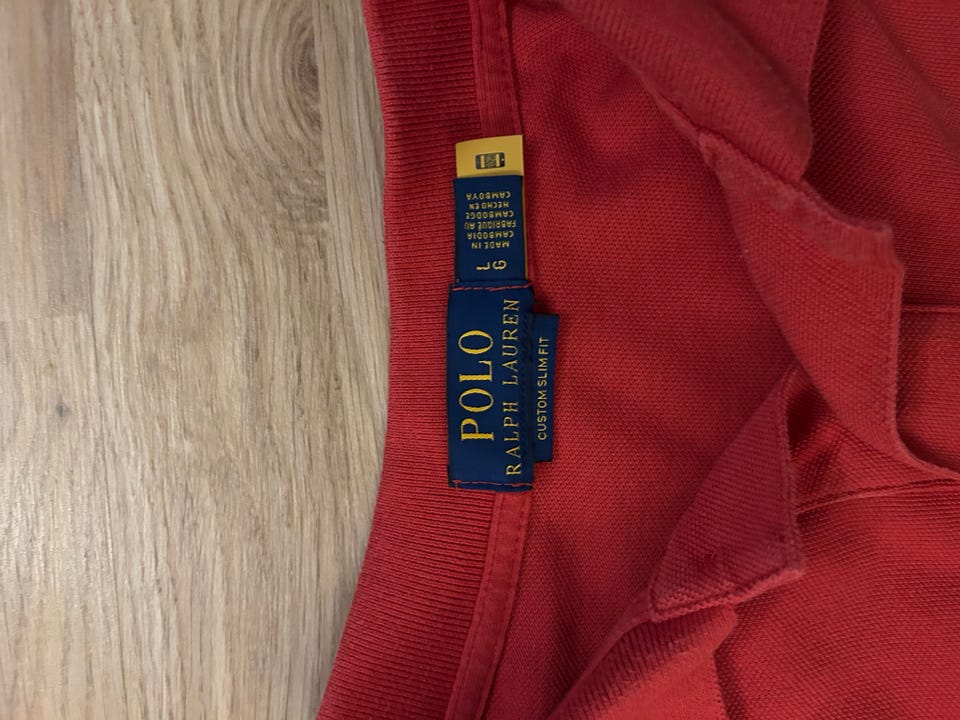 POLO
RALPH LAUREN
CUSTOM SLIM FIT
MADE IN
CAMBODIA
FABRIQUÉ AU
CAMBODGE
HECHO EN
CAMBOYA